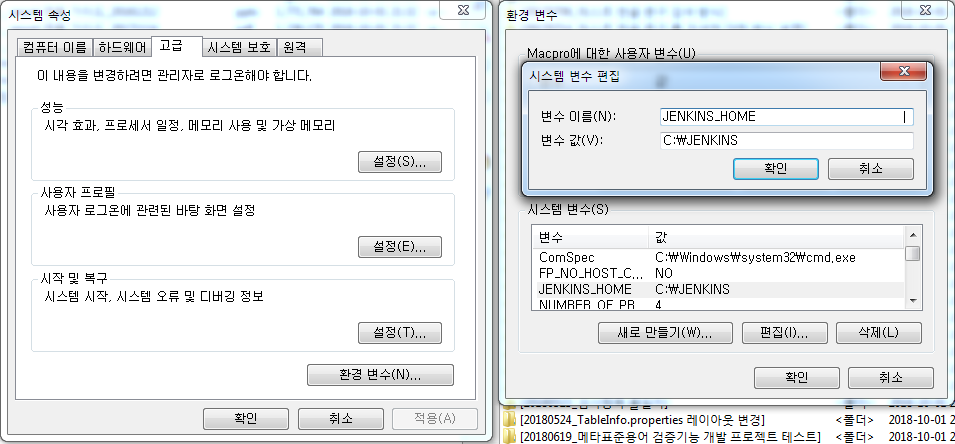 시스템 속성
컴퓨터 이름
하드웨어
고급
시스템 보호
원격
이 내용을 변경하려면 관리자로 로그온해야 합니다.
성능
시각 효과, 프로세서 일정, 메모리 사용 및 가상 메모리
설정(S)...
사용자 프로필
사용자 로그온에 관련된 바탕 화면 설정
설정(E)...
시작 및 복구
시스템 시작, 시스템 오류 및 디버깅 정보
설정(T)...
환경 변수(N)...
확인
취소
적용(A)
환경 변수
Macpro에 대한 사용자 변수(U)
시스템 변수 편집
변수 이름(N):
JENKINS_HOME
변수 값(V):
C:₩JENKINS
확인
취소
시스템 변수(S)
변수
값
ComSpec
C:₩Windows₩system32₩cmd.exe
FP_NO_HOST_C...
NO
JENKINS_HOME
C:₩JENKINS
NUMBER_OF_PR...
4
새로 만들기(W)...
편집(I)...
삭제(L)
확인
취소
[20180524_TableInfo.properties 레이아웃 변경]
<폴더>
2018-10-01 2
[20180619_메타표준용어 검증기능 개발 프로젝트 테스트]
<폴더>
2018-10-01 2